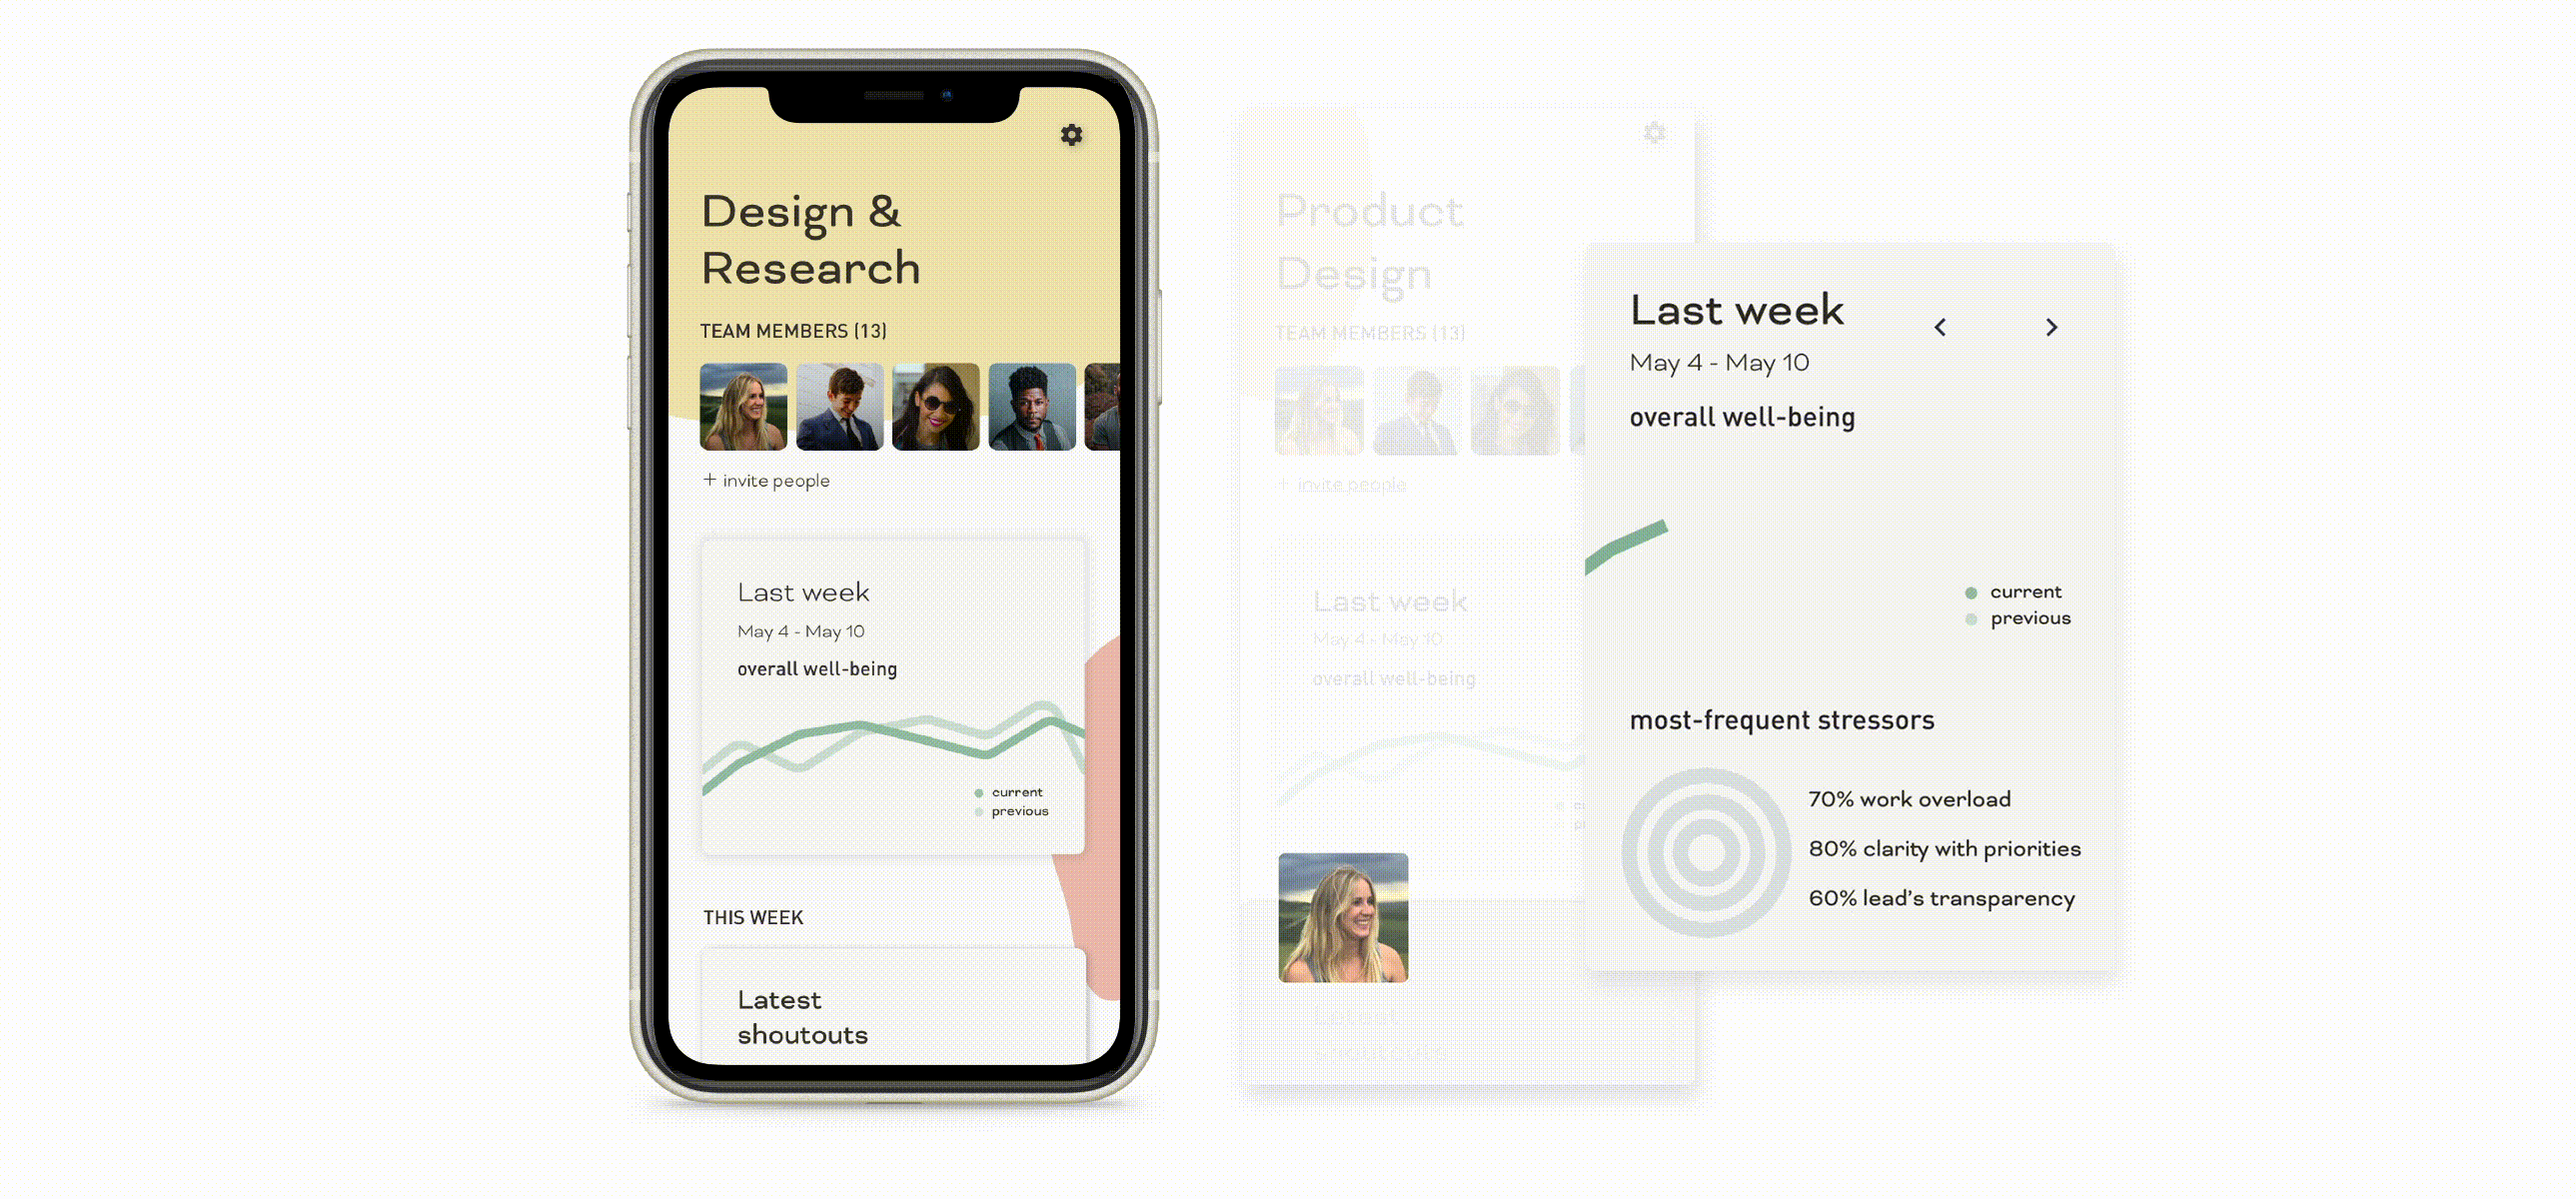 Design &
Research
TEAM MEMBERS (13)
+ invite people
Last week
May 4 - May 10
overall well-being
current
previous
THIS WEEK
Latest
shoutouts
Product
Design
TEAM MEMBERS (13)
+ invite people
Last week
May 4 - May 10
overall well-being
Last week
May 4 - May 10
overall well-being
current
previous
most-frequent stressors
70% work overload
80% clarity with priorities
60% lead's transparency